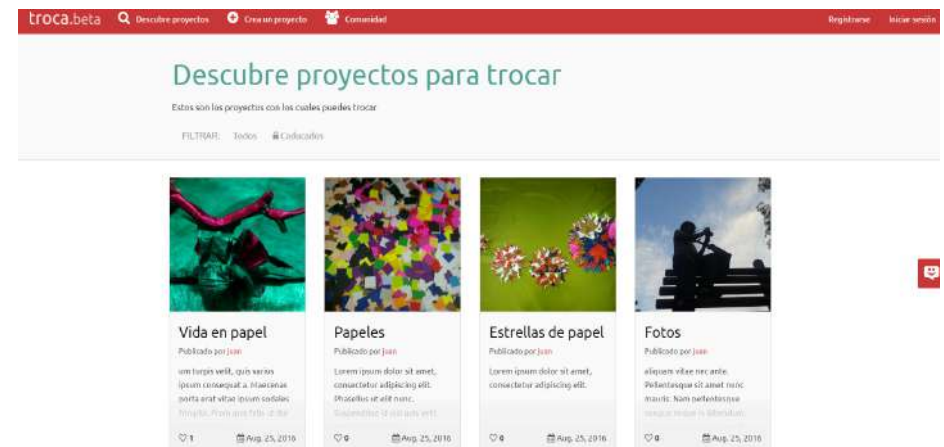 troca.beta Descubre proyectos Crea un proyecto Comunidad Registrarse Iniciar sesión
Descubre proyectos para trocar
Estos son los proyectos con los cuales puedes trocar
FILTRAR: Todos Caducados
Vida en papel
Publicado por juan
um turpis velit, quis varius
ipsum consequat a. Maecenas
porta erat vitae ipsum sodales
Papeles
Publicado por juan
Lorem ipsum dolor sit amet,
consectetur adipiscing elit.
Phasellus ut elit nunc.
Estrellas de papel
Publicado por juan
Lorem ipsum dolor sit amet,
consectetur adipiscing elit.
Fotos
Publicado por juan
aliquam vitae nec ante.
Pellentesque sit amet nunc
mauris. Nam pellentesque
1 Aug. 25, 2016
0 Aug. 25, 2016
0 Aug. 25, 2016
0 Aug. 25, 2016